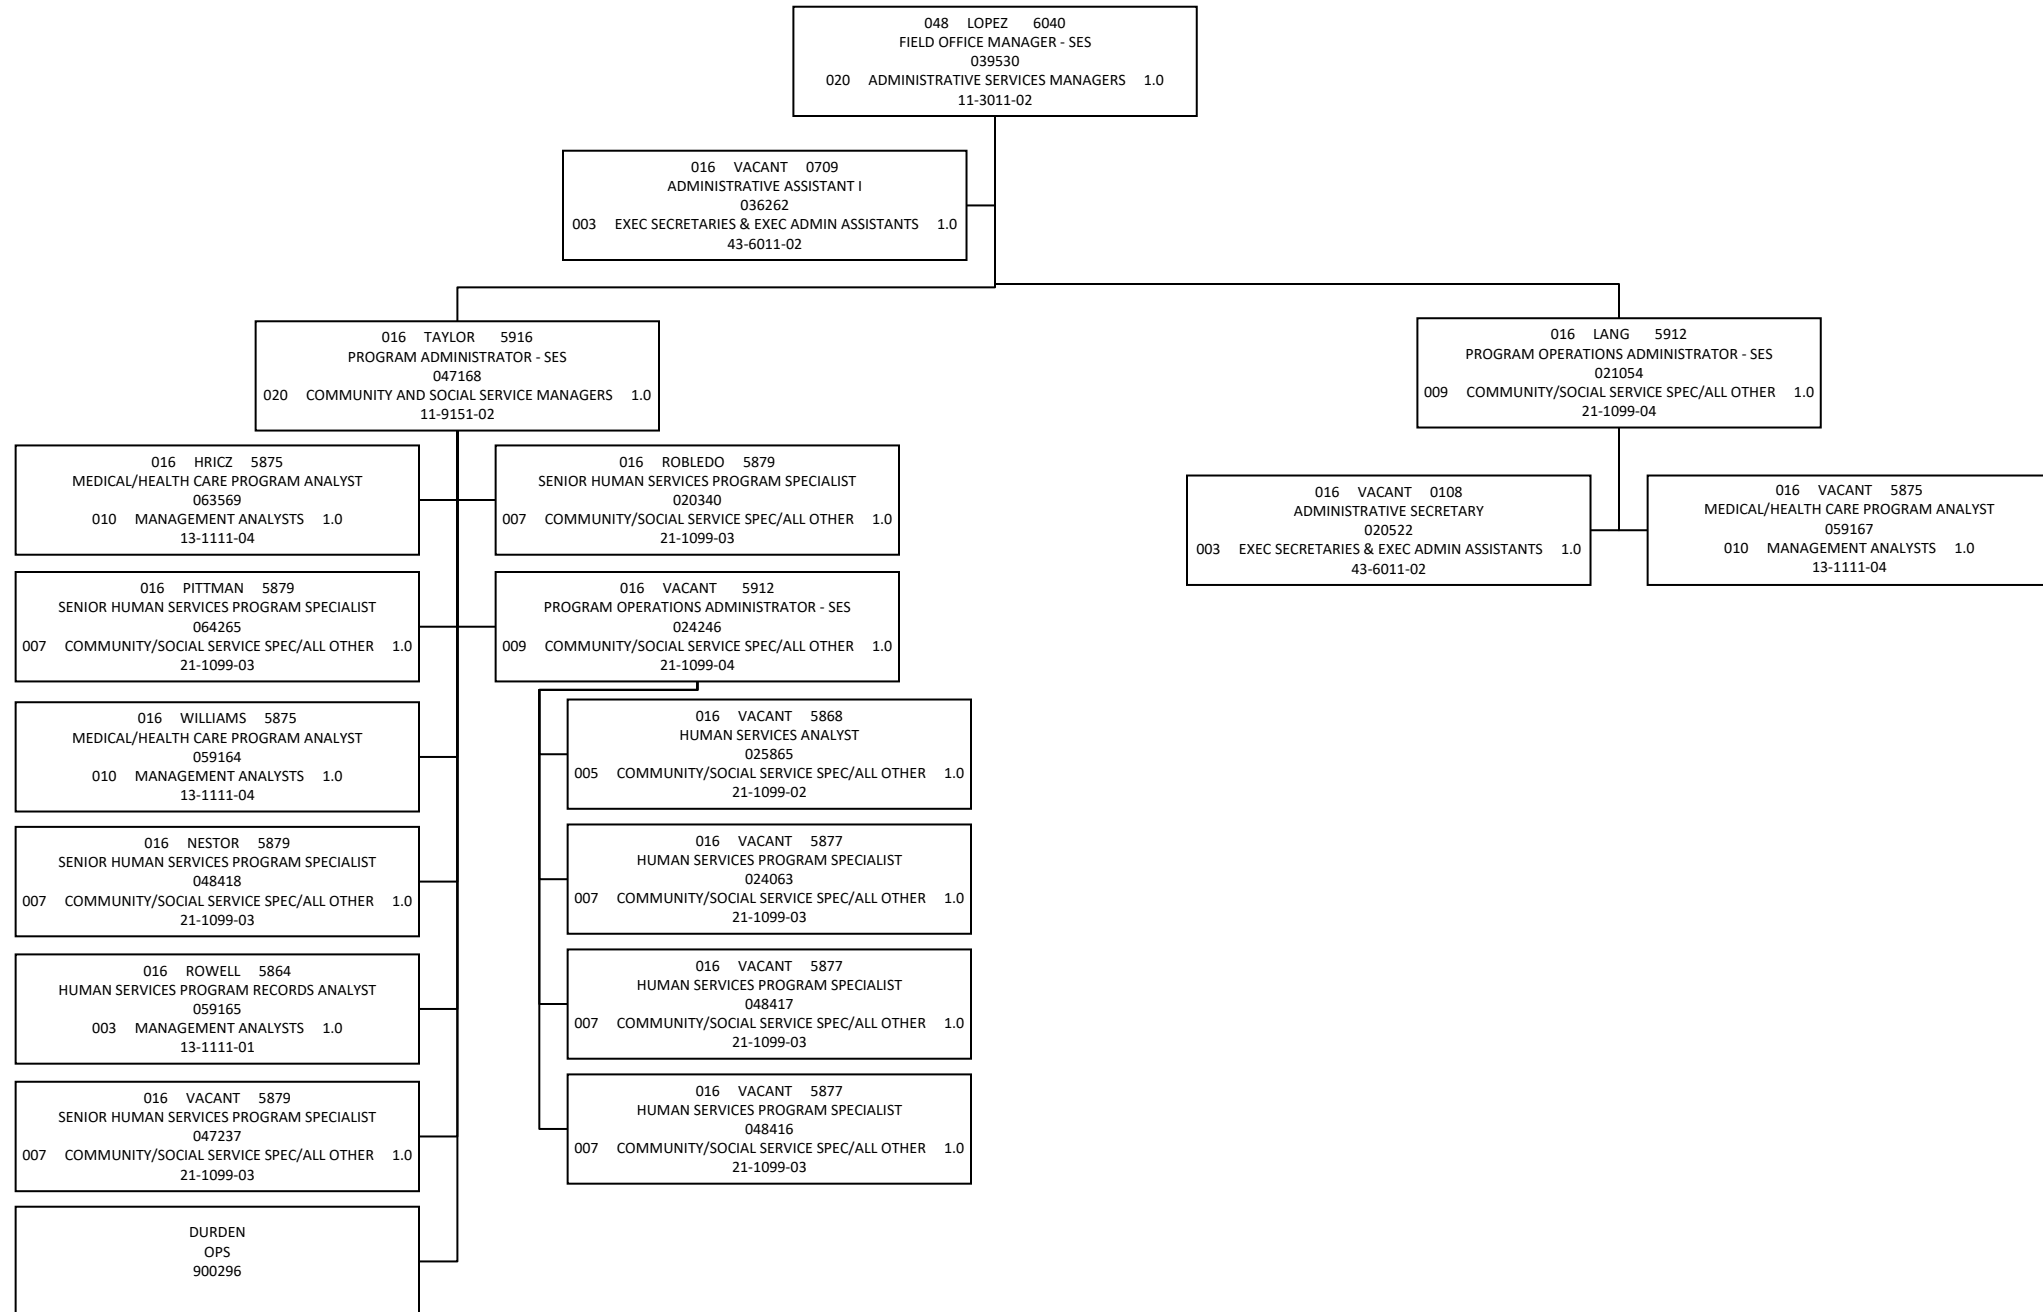 048 LOPEZ 6040
FIELD OFFICE MANAGER - SES
039530
020 ADMINISTRATIVE SERVICES MANAGERS 1.0
11-3011-02
016 VACANT 0709
ADMINISTRATIVE ASSISTANT I
036262
003 EXEC SECRETARIES & EXEC ADMIN ASSISTANTS 1.0
43-6011-02
016 TAYLOR 5916
PROGRAM ADMINISTRATOR - SES
047168
020 COMMUNITY AND SOCIAL SERVICE MANAGERS 1.0
11-9151-02
016 LANG 5912
PROGRAM OPERATIONS ADMINISTRATOR - SES
021054
009 COMMUNITY/SOCIAL SERVICE SPEC/ALL OTHER 1.0
21-1099-04
016 HRICZ 5875
MEDICAL/HEALTH CARE PROGRAM ANALYST
063569
010 MANAGEMENT ANALYSTS 1.0
13-1111-04
016 ROBLEDO 5879
SENIOR HUMAN SERVICES PROGRAM SPECIALIST
020340
007 COMMUNITY/SOCIAL SERVICE SPEC/ALL OTHER 1.0
21-1099-03
016 VACANT 0108
ADMINISTRATIVE SECRETARY
020522
003 EXEC SECRETARIES & EXEC ADMIN ASSISTANTS 1.0
43-6011-02
016 VACANT 5875
MEDICAL/HEALTH CARE PROGRAM ANALYST
059167
010 MANAGEMENT ANALYSTS 1.0
13-1111-04
016 PITTMAN 5879
SENIOR HUMAN SERVICES PROGRAM SPECIALIST
064265
007 COMMUNITY/SOCIAL SERVICE SPEC/ALL OTHER 1.0
21-1099-03
016 VACANT 5912
PROGRAM OPERATIONS ADMINISTRATOR - SES
024246
009 COMMUNITY/SOCIAL SERVICE SPEC/ALL OTHER 1.0
21-1099-04
016 WILLIAMS 5875
MEDICAL/HEALTH CARE PROGRAM ANALYST
059164
010 MANAGEMENT ANALYSTS 1.0
13-1111-04
016 VACANT 5868
HUMAN SERVICES ANALYST
025865
005 COMMUNITY/SOCIAL SERVICE SPEC/ALL OTHER 1.0
21-1099-02
016 NESTOR 5879
SENIOR HUMAN SERVICES PROGRAM SPECIALIST
048418
007 COMMUNITY/SOCIAL SERVICE SPEC/ALL OTHER 1.0
21-1099-03
016 VACANT 5877
HUMAN SERVICES PROGRAM SPECIALIST
024063
007 COMMUNITY/SOCIAL SERVICE SPEC/ALL OTHER 1.0
21-1099-03
016 ROWELL 5864
HUMAN SERVICES PROGRAM RECORDS ANALYST
059165
003 MANAGEMENT ANALYSTS 1.0
13-1111-01
016 VACANT 5877
HUMAN SERVICES PROGRAM SPECIALIST
048417
007 COMMUNITY/SOCIAL SERVICE SPEC/ALL OTHER 1.0
21-1099-03
016 VACANT 5879
SENIOR HUMAN SERVICES PROGRAM SPECIALIST
047237
007 COMMUNITY/SOCIAL SERVICE SPEC/ALL OTHER 1.0
21-1099-03
016 VACANT 5877
HUMAN SERVICES PROGRAM SPECIALIST
048416
007 COMMUNITY/SOCIAL SERVICE SPEC/ALL OTHER 1.0
21-1099-03
DURDEN
OPS
900296